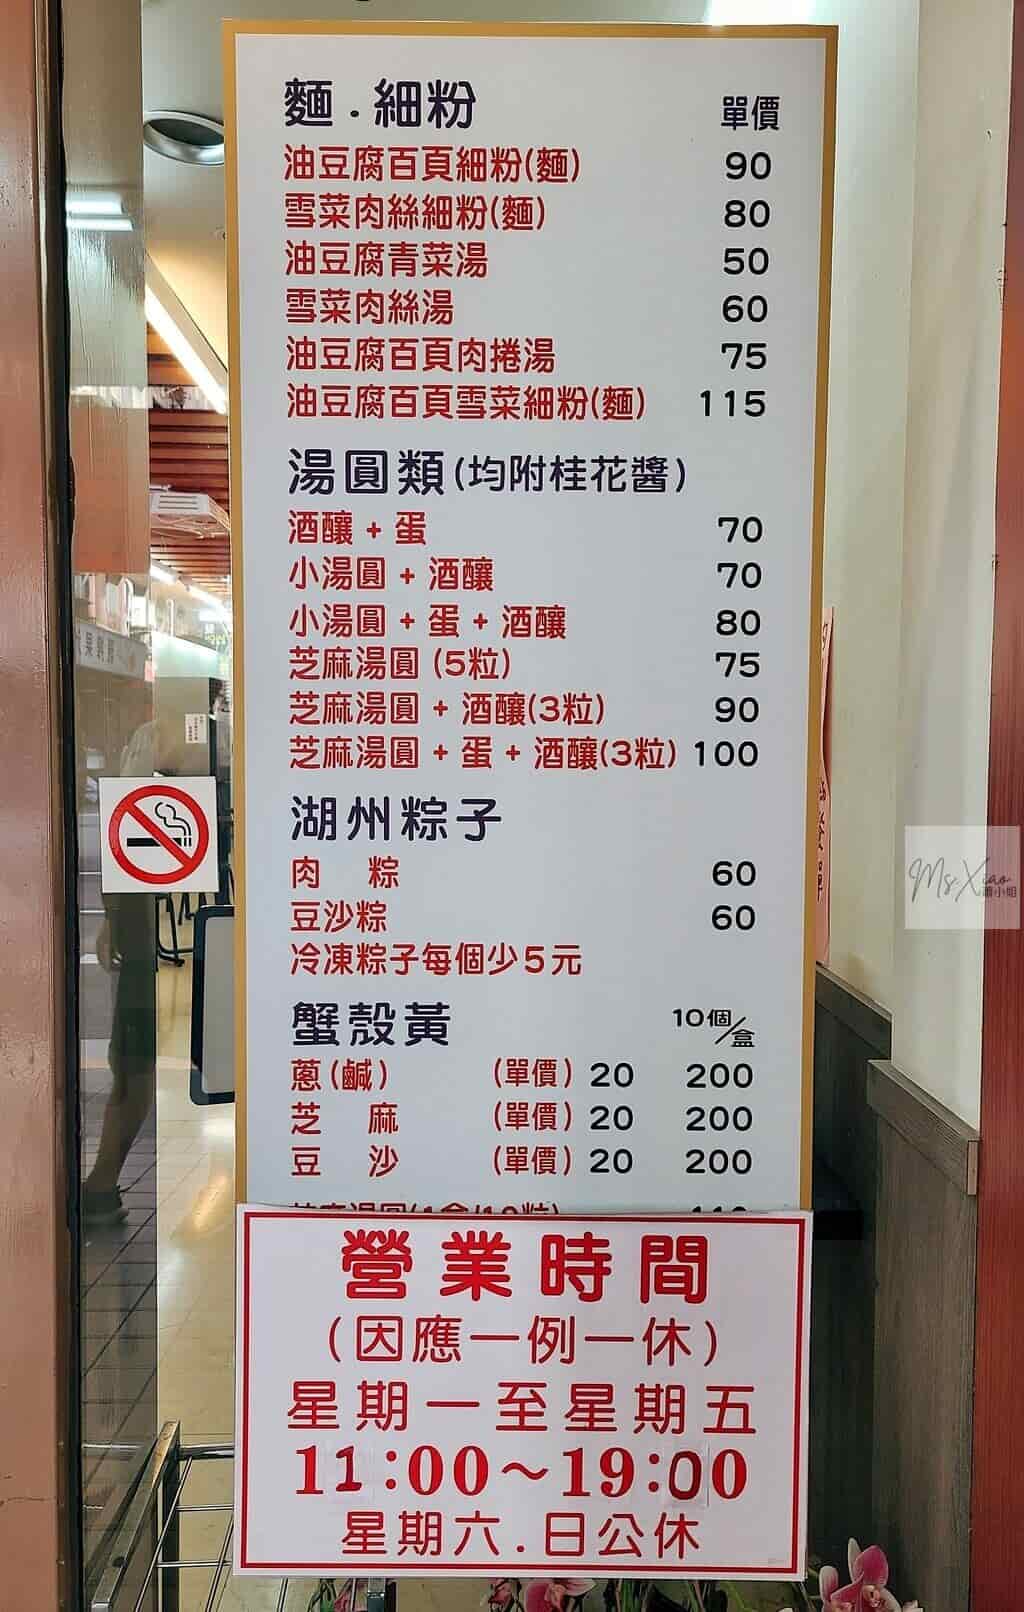 麵.細粉 單價
油豆腐百頁細粉(麵) 90
雪菜肉絲細粉(麵) 80
油豆腐青菜湯 50
雪菜肉絲湯 60
油豆腐百頁肉捲湯 75
油豆腐百頁雪菜細粉(麵) 115
湯圓類(均附桂花醬)
酒釀+蛋 70
小湯圓+酒釀 70
小湯圓+蛋+酒釀 80
芝麻湯圓(5粒) 75
芝麻湯圓+酒釀(3粒) 90
芝麻湯圓+蛋+酒釀(3粒) 100
湖州粽子
肉 粽 60
豆沙粽 60
冷凍粽子每個少5元
蟹殼黃 10個/盒
蔥(鹹) (單價) 20 200
芝 麻 (單價) 20 200
豆 沙 (單價) 20 200
營業時間
(因應一例一休)
星期一至星期五
11:00~19:00
星期六.日公休
Ms.Xiao
蕭小姐